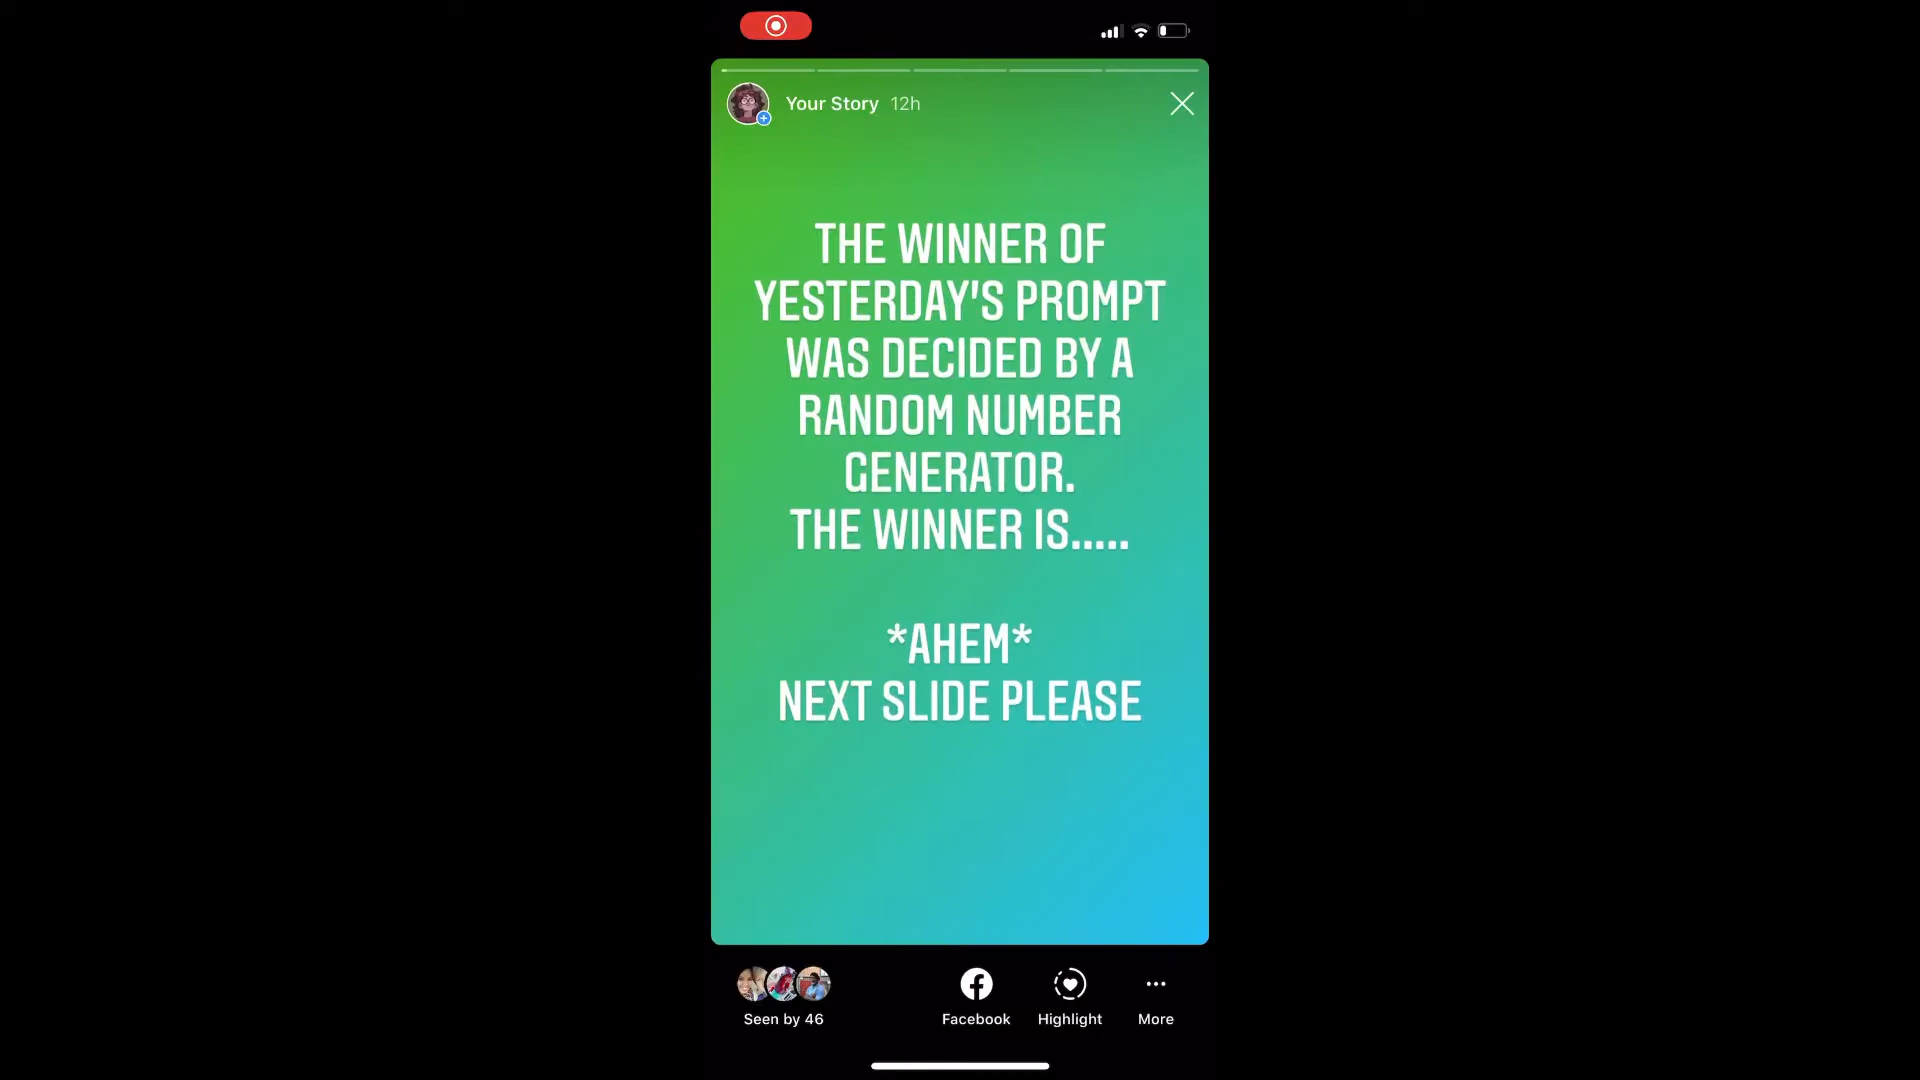 Your Story 12h
THE WINNER OF
YESTERDAY'S PROMPT
WAS DECIDED BY A
RANDOM NUMBER
GENERATOR.
THE WINNER IS.....
*AHEM*
NEXT SLIDE PLEASE
Seen by 46
Facebook
Highlight
More